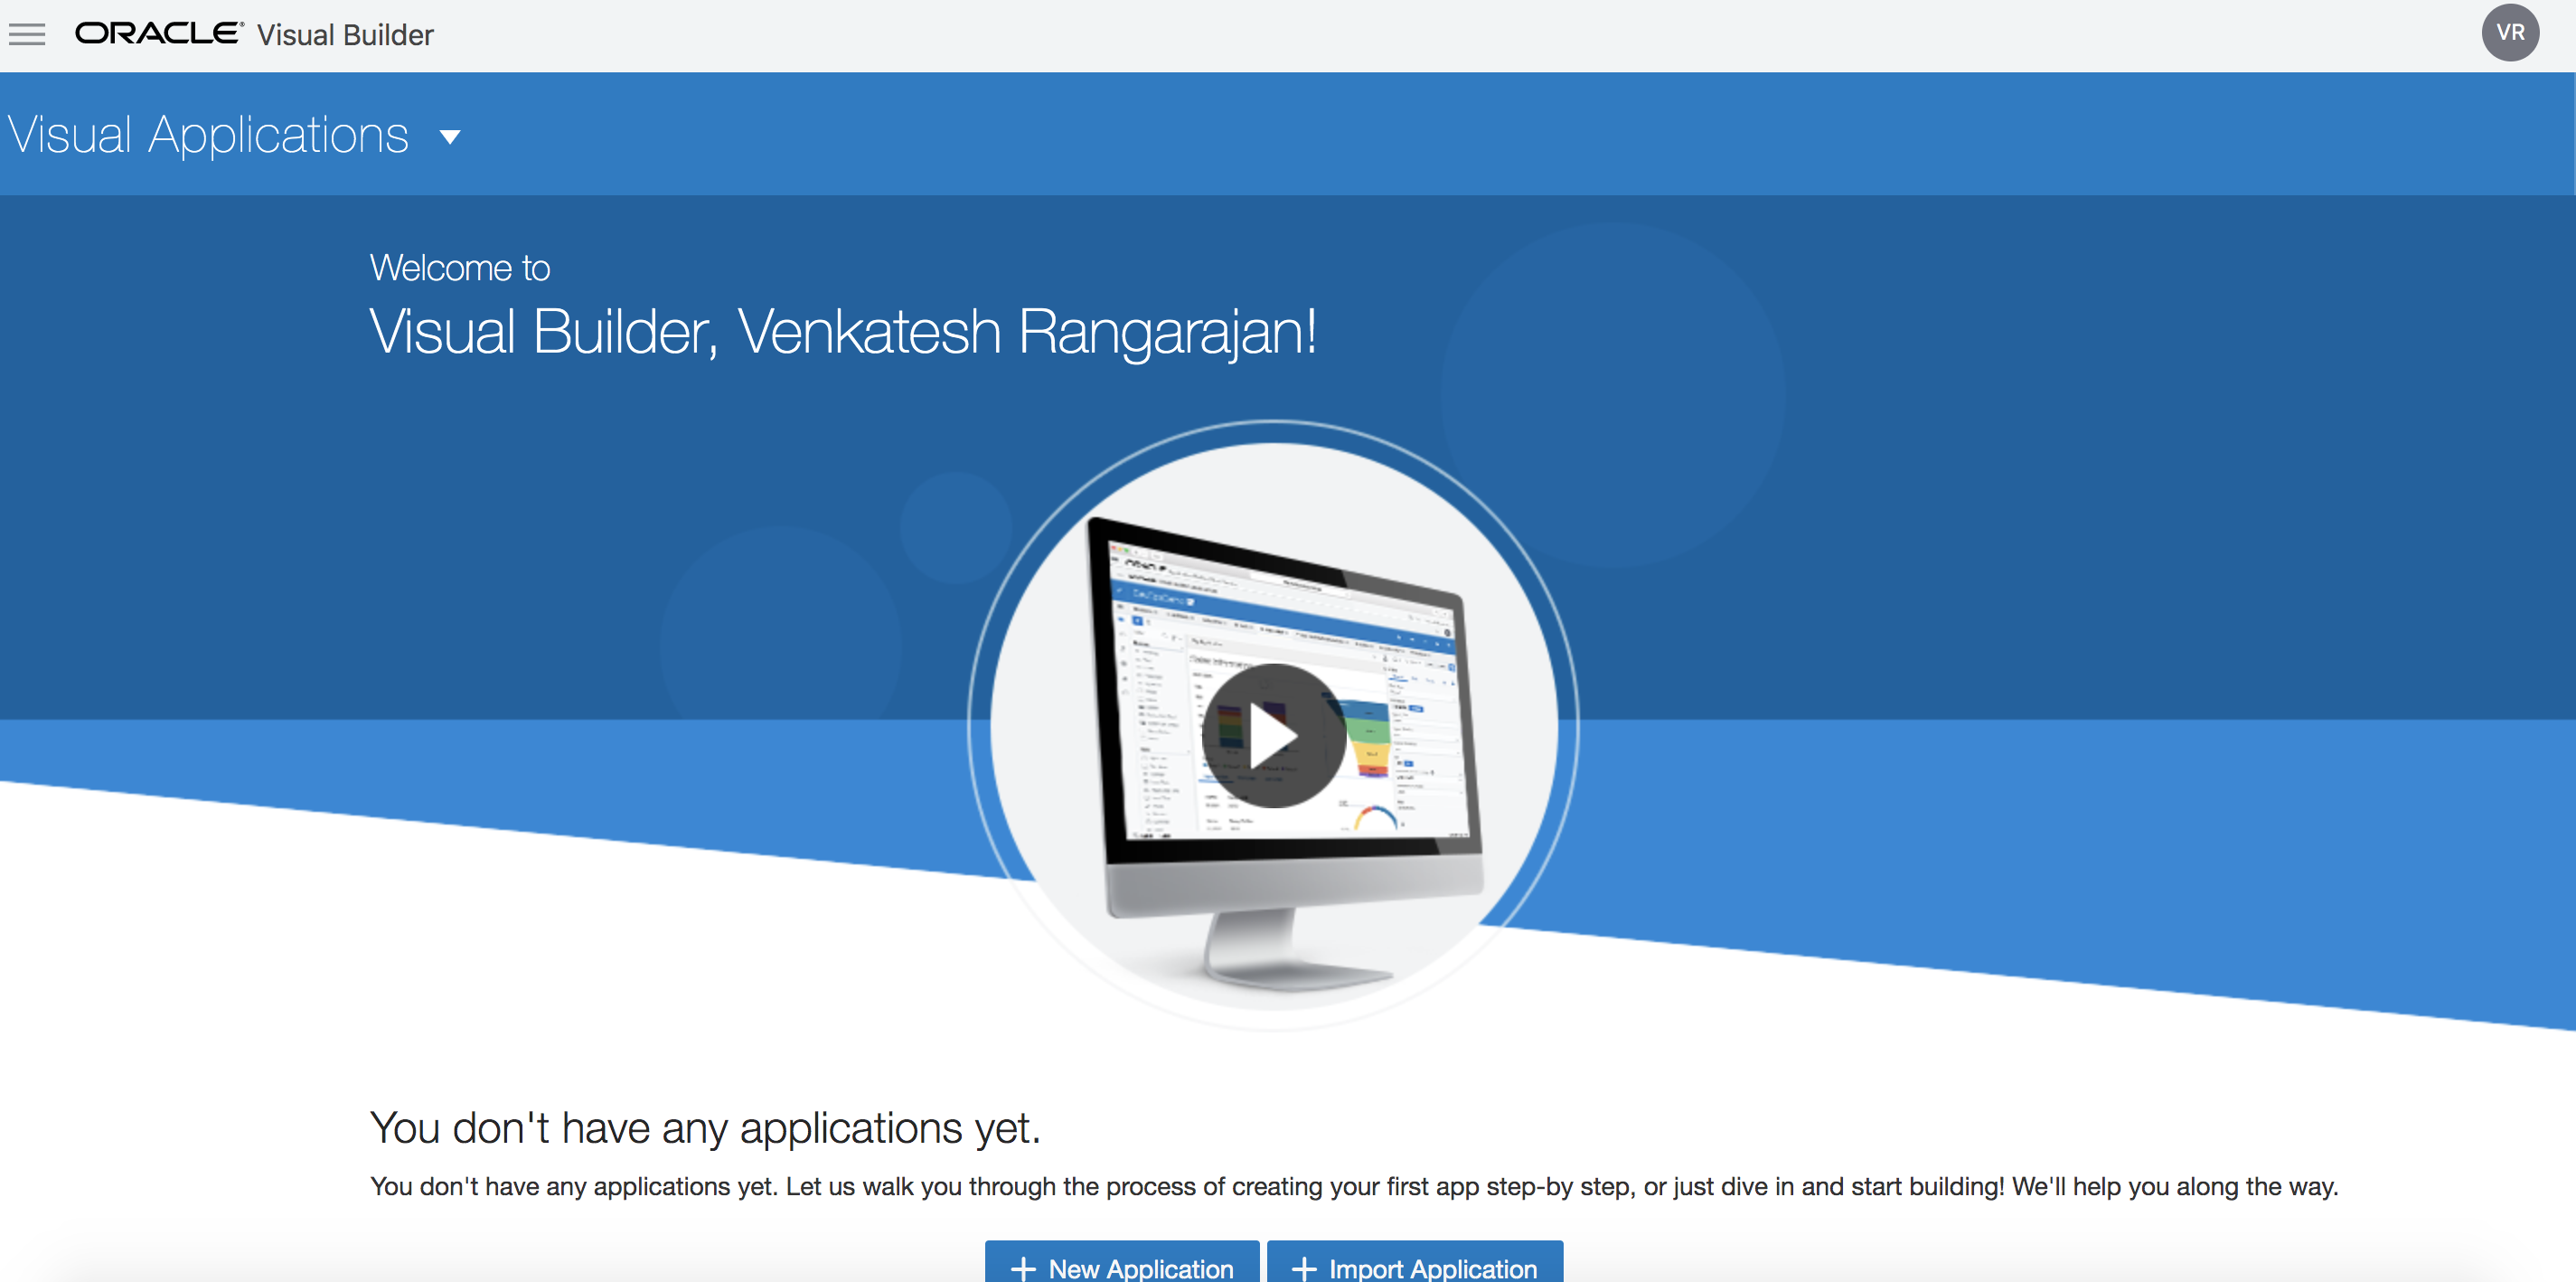 ORACLE® Visual Builder
VR
Visual Applications
Welcome to
Visual Builder, Venkatesh Rangarajan!
You don't have any applications yet.
You don't have any applications yet. Let us walk you through the process of creating your first app step-by step, or just dive in and start building! We'll help you along the way.
+ New Application
+ Import Application